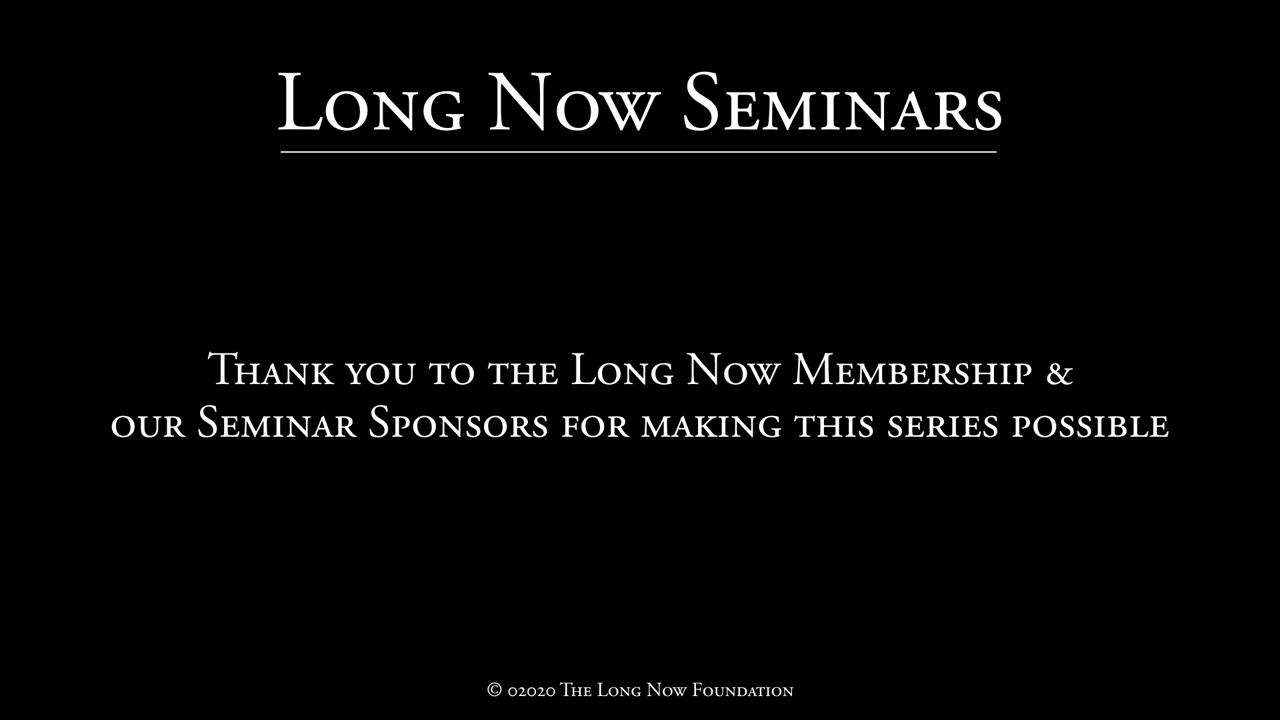 Long Now Seminars
Thank you to the Long Now Membership &
our Seminar Sponsors for making this series possible
© 02020 The Long Now Foundation